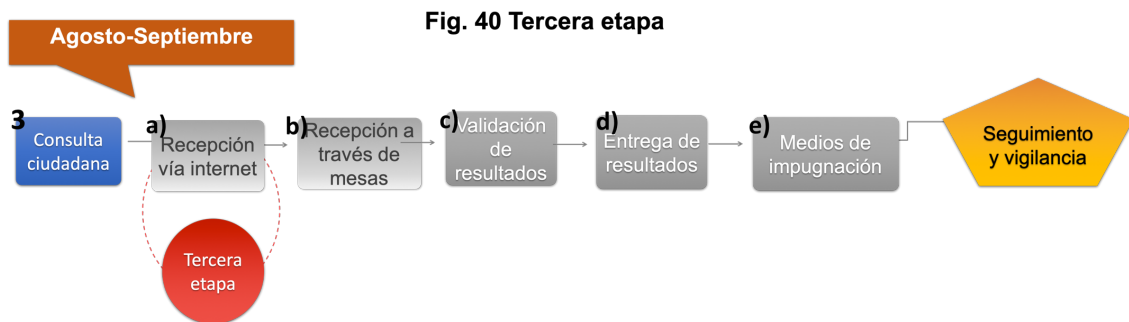 Fig. 40 Tercera etapa
Agosto-Septiembre
3
Consulta
ciudadana
a)
Recepción
vía internet
b)
Recepción a
través de
mesas
c)
Validación
de
resultados
d)
Entrega de
resultados
e)
Medios de
impugnación
Seguimiento
y vigilancia
Tercera
etapa